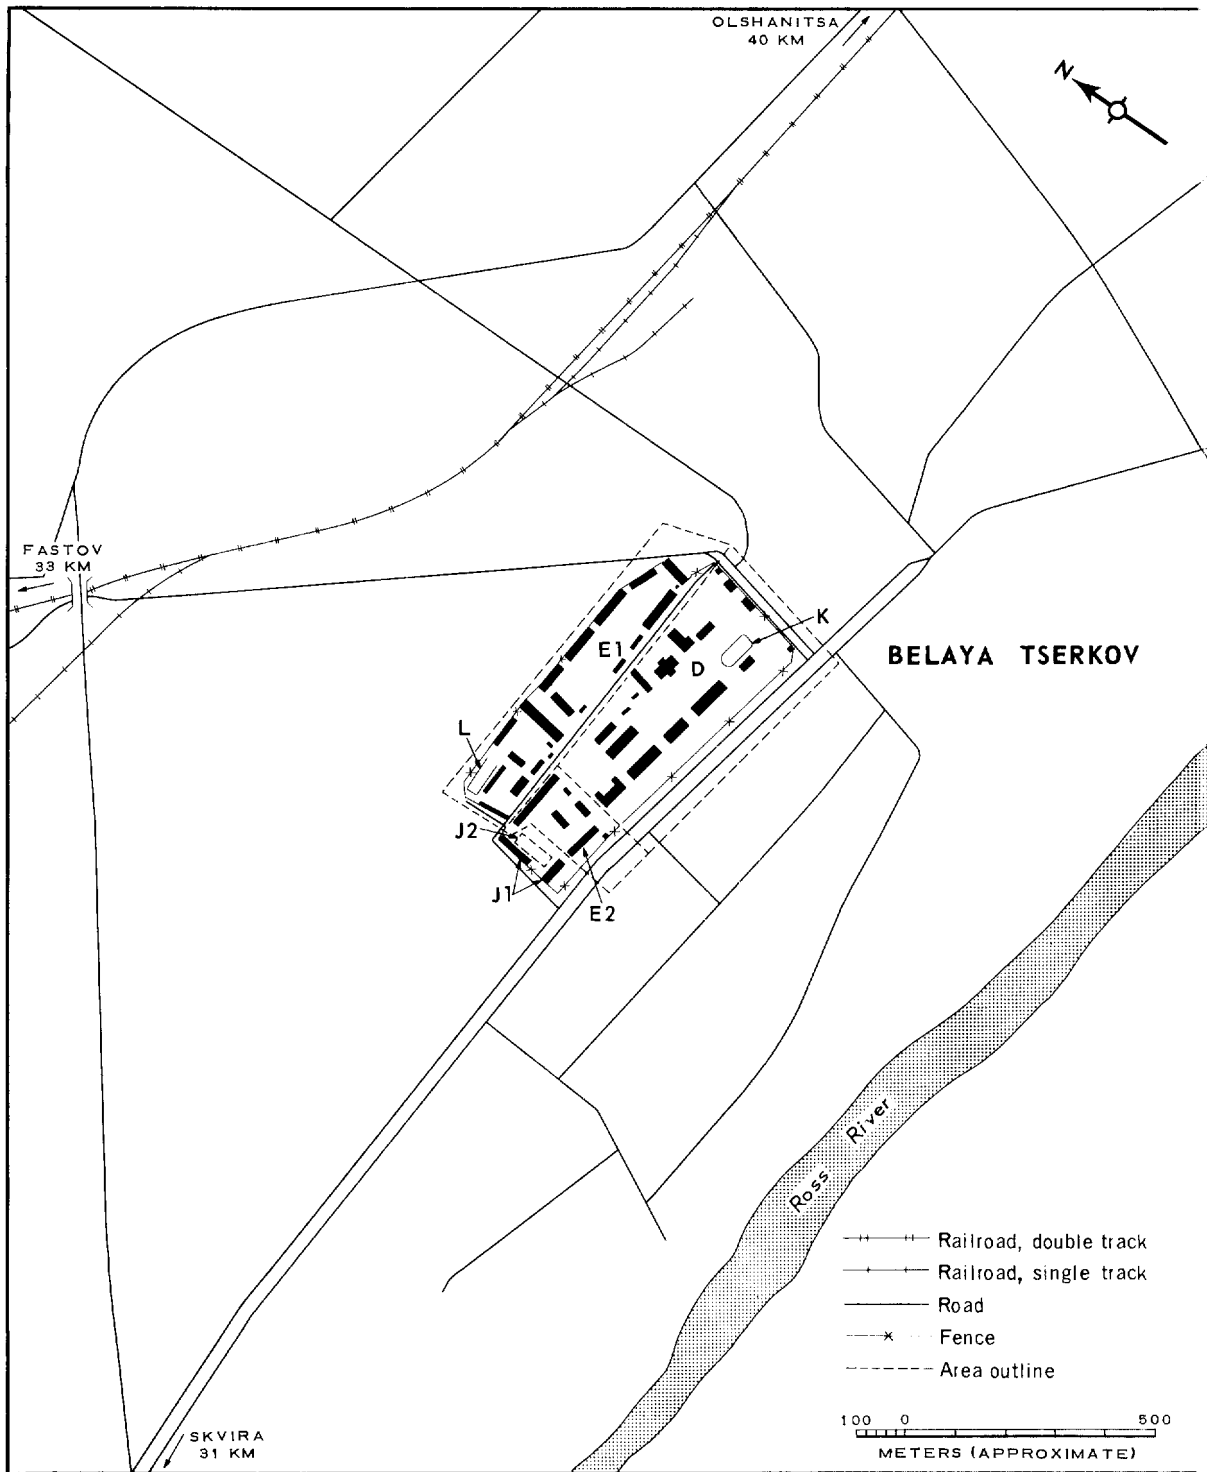 OLSHANITSA
40 KM
N
FASTOV
33 KM
K
E1
D
BELAYA TSERKOV
L
J2
J1
E2
Ross River
Railroad, double track
Railroad, single track
Road
Fence
Area outline
SKVIRA
31 KM
100 0 500
METERS (APPROXIMATE)